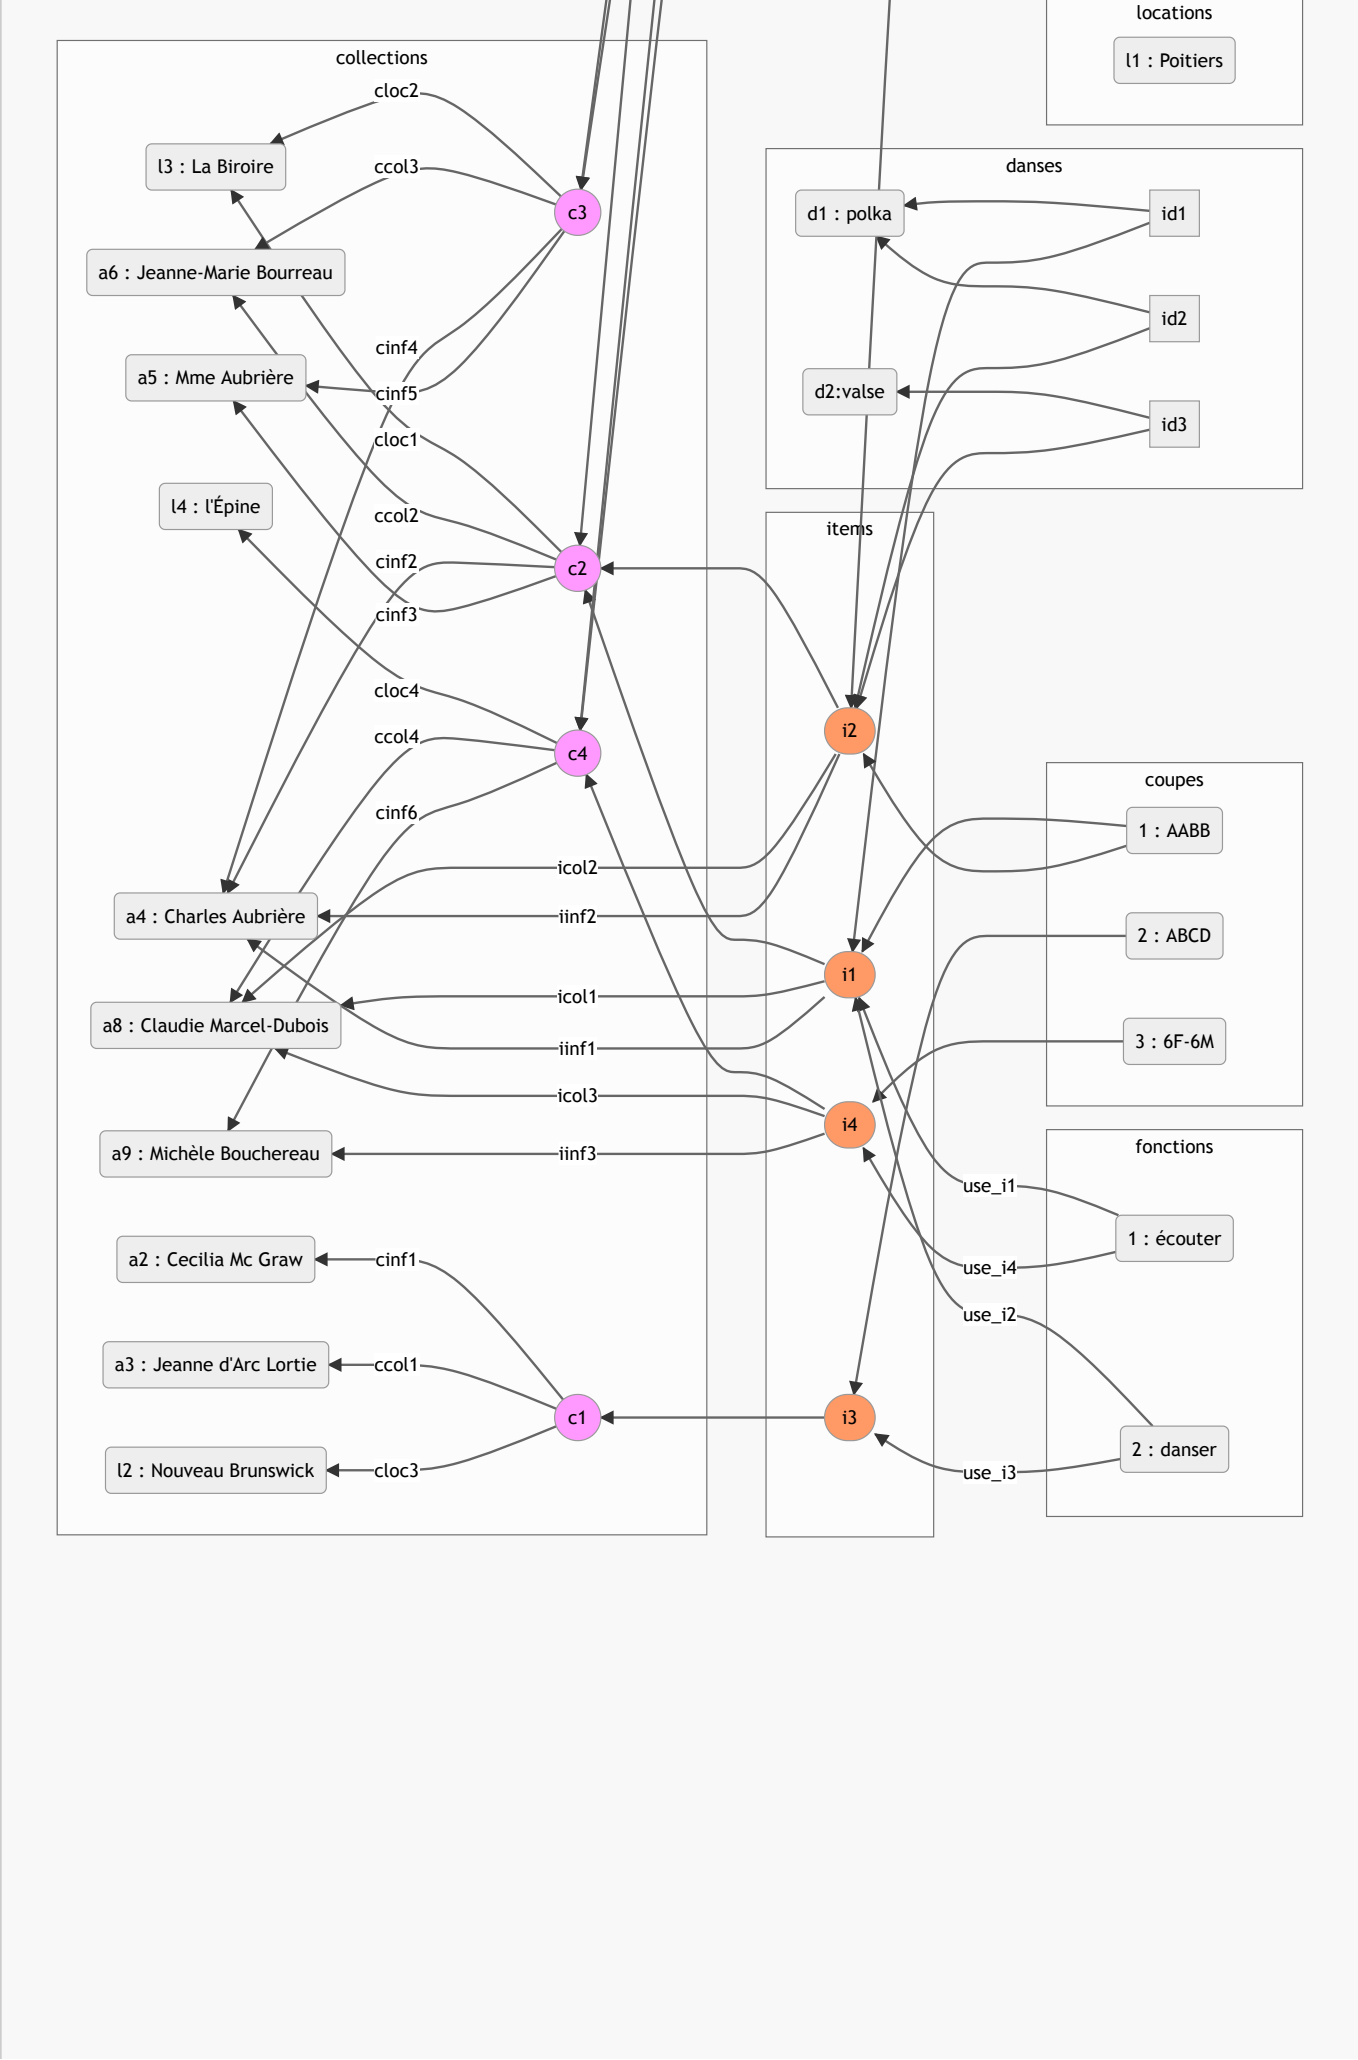 locations
l1 : Poitiers
collections
cloc2
l3 : La Biroire
ccol3
c3
a6 : Jeanne-Marie Bourreau
cinf4
a5 : Mme Aubrière
cinf5
cloc1
l4 : l'Épine
ccol2
cinf2
c2
cinf3
cloc4
ccol4
c4
cinf6
icol2
a4 : Charles Aubrière
iinf2
icol1
a8 : Claudie Marcel-Dubois
iinf1
icol3
a9 : Michèle Bouchereau
iinf3
a2 : Cecilia Mc Graw
cinf1
a3 : Jeanne d'Arc Lortie
ccol1
c1
l2 : Nouveau Brunswick
cloc3
danses
d1 : polka
id1
id2
d2:valse
id3
items
i2
i1
i4
i3
coupes
1 : AABB
2 : ABCD
3 : 6F-6M
fonctions
use_i1
1 : écouter
use_i4
use_i2
2 : danser
use_i3